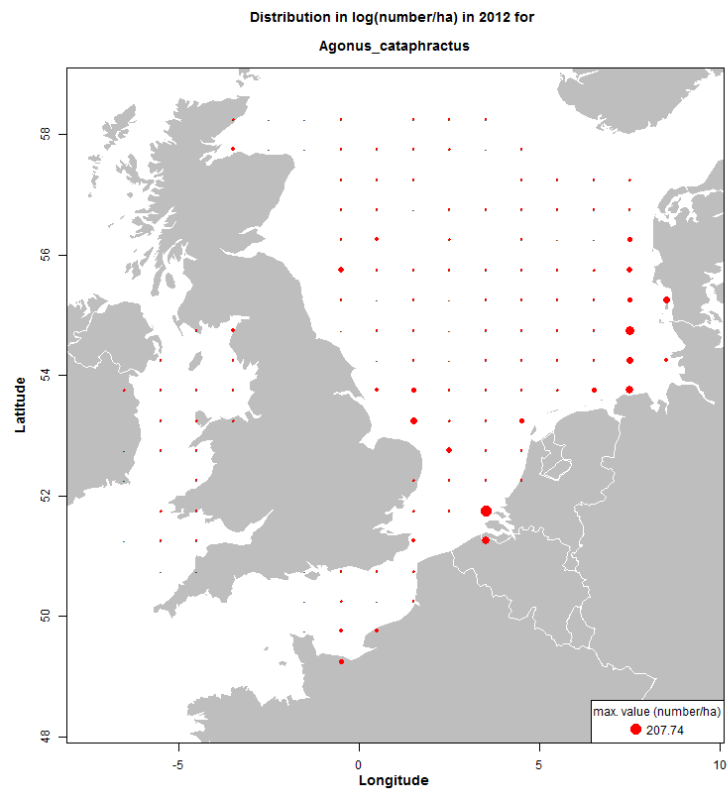 Distribution in log(number/ha) in 2012 for
Agonus_cataphractus
58
56
54
52
50
48
Latitude
-5
0
5
10
Longitude
max. value (number/ha)
207.74